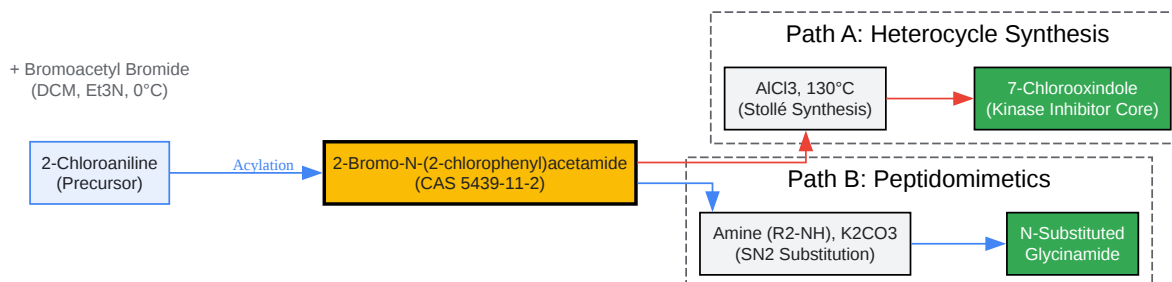 + Bromoacetyl Bromide
(DCM, Et3N, 0°C)
2-Chloroaniline
(Precursor)
Acylation
2-Bromo-N-(2-chlorophenyl)acetamide
(CAS 5439-11-2)
Path A: Heterocycle Synthesis
AlCl3, 130°C
(Stollé Synthesis)
7-Chlorooxindole
(Kinase Inhibitor Core)
Path B: Peptidomimetics
Amine (R2-NH), K2CO3
(SN2 Substitution)
N-Substituted
Glycinamide